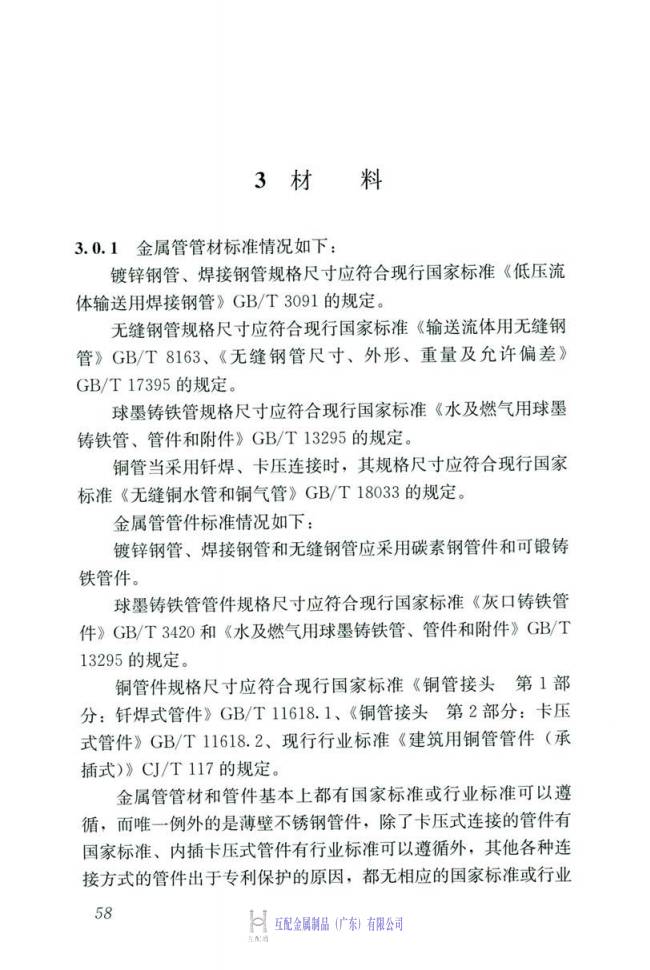 3 材 料
3.0.1 金属管管材标准情况如下：
镀锌钢管、焊接钢管规格尺寸应符合现行国家标准《低压流
体输送用焊接钢管》GB/T 3091 的规定。
无缝钢管规格尺寸应符合现行国家标准《输送流体用无缝钢
管》GB/T 8163、《无缝钢管尺寸、外形、重量及允许偏差》
GB/T 17395 的规定。
球墨铸铁管规格尺寸应符合现行国家标准《水及燃气用球墨
铸铁管、管件和附件》GB/T 13295 的规定。
铜管当采用钎焊、卡压连接时，其规格尺寸应符合现行国家
标准《无缝铜水管和铜气管》GB/T 18033 的规定。
金属管管件标准情况如下：
镀锌钢管、焊接钢管和无缝钢管应采用碳素钢管件和可锻铸
铁管件。
球墨铸铁管管件规格尺寸应符合现行国家标准《灰口铸铁管
件》GB/T 3420 和《水及燃气用球墨铸铁管、管件和附件》GB/T
13295 的规定。
铜管件规格尺寸应符合现行国家标准《铜管接头 第 1 部
分：钎焊式管件》GB/T 11618.1、《铜管接头 第 2 部分：卡压
式管件》GB/T 11618.2、现行行业标准《建筑用铜管管件（承
插式）》CJ/T 117 的规定。
金属管管材和管件基本上都有国家标准或行业标准可以遵
循，而唯一例外的是薄壁不锈钢管件，除了卡压式连接的管件有
国家标准、内插卡压式管件有行业标准可以遵循外，其他各种连
接方式的管件出于专利保护的原因，都无相应的国家标准或行业
58
互配通
互配金属制品（广东）有限公司